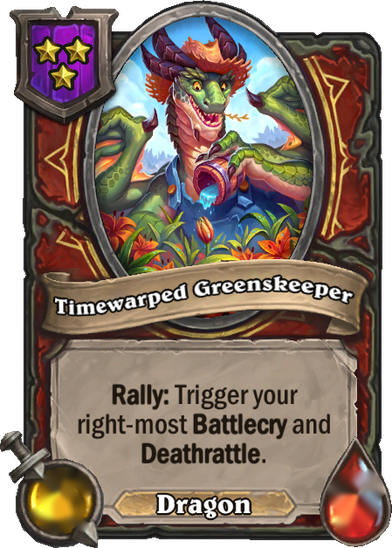 Timewarped Greenskeeper
Rally: Trigger your
right-most Battlecry and
Deathrattle.
Dragon